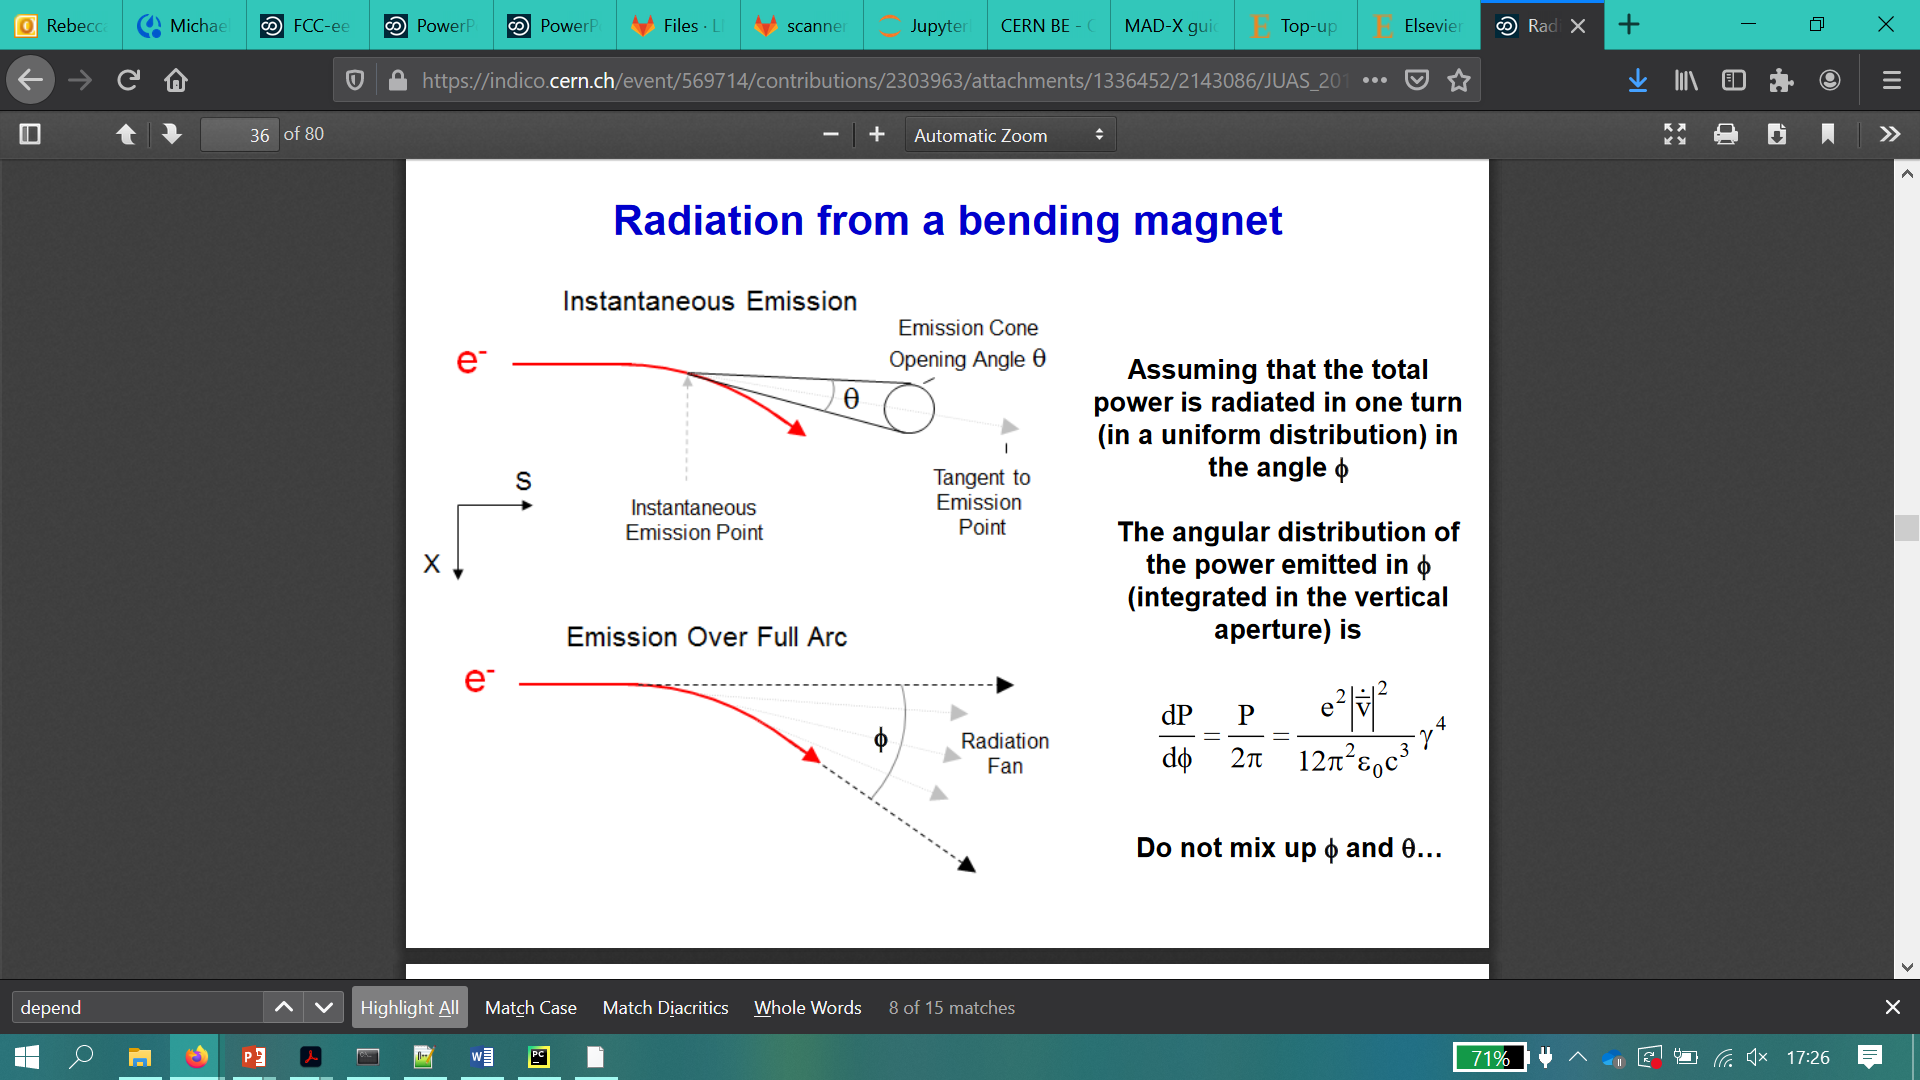 Rebecc
Michae
FCC-ee
PowerP
PowerP
Files · L
scanner
Jupyter
CERN BE - 
MAD-X gui
Top-up
Elsevier
Rad
https://indico.cern.ch/event/569714/contributions/2303963/attachments/1336452/2143086/JUAS_201
36 of 80
Automatic Zoom
Radiation from a bending magnet
Instantaneous Emission
Emission Cone
Opening Angle θ
e-
θ
S
X
Instantaneous
Emission Point
Tangent to
Emission
Point
Emission Over Full Arc
e-
ϕ
Radiation
Fan
Assuming that the total
power is radiated in one turn
(in a uniform distribution) in
the angle ϕ
The angular distribution of
the power emitted in ϕ
(integrated in the vertical
aperture) is
dP/dϕ = P/2π = e²|v̇|²/12π²ε₀c³ γ⁴
Do not mix up ϕ and θ...
depend
Highlight All
Match Case
Match Diacritics
Whole Words
8 of 15 matches
71%
17:26